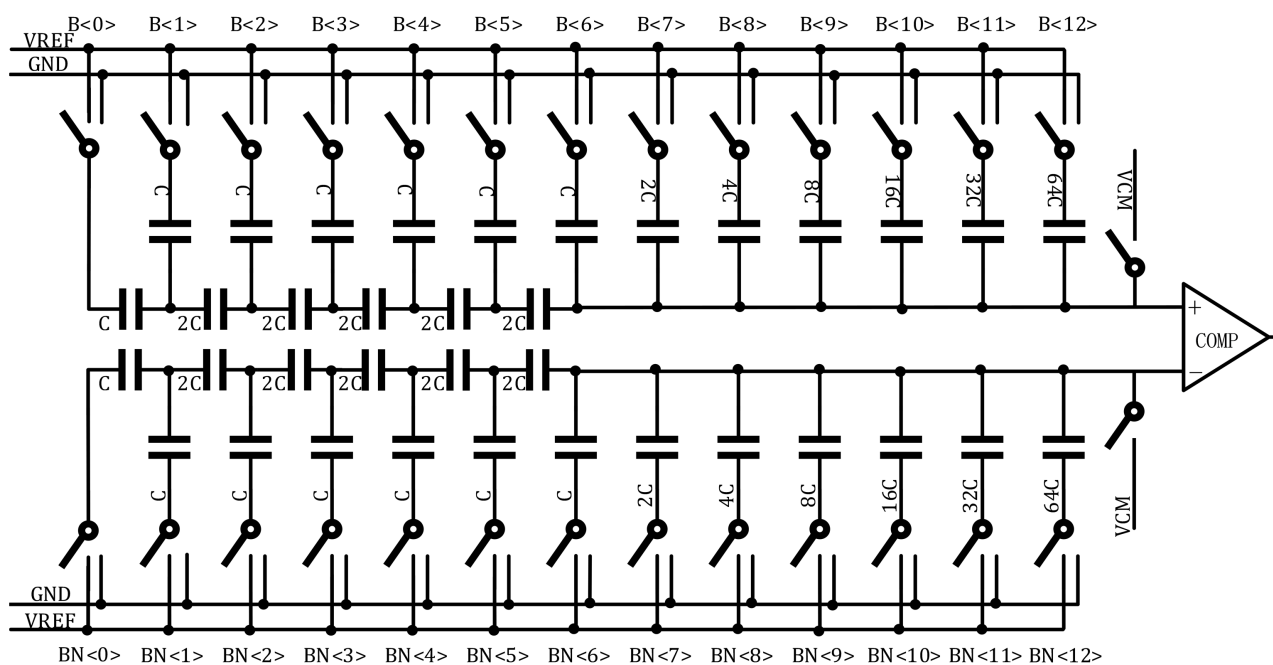 B<0> B<1> B<2> B<3> B<4> B<5> B<6> B<7> B<8> B<9> B<10> B<11> B<12>
VREF
GND
C C C C C C 2C 4C 8C 16C 32C 64C VCM
C 2C 2C 2C 2C 2C
+
COMP
−
C 2C 2C 2C 2C 2C
C C C C C C 2C 4C 8C 16C 32C 64C VCM
GND
VREF
BN<0> BN<1> BN<2> BN<3> BN<4> BN<5> BN<6> BN<7> BN<8> BN<9> BN<10> BN<11> BN<12>